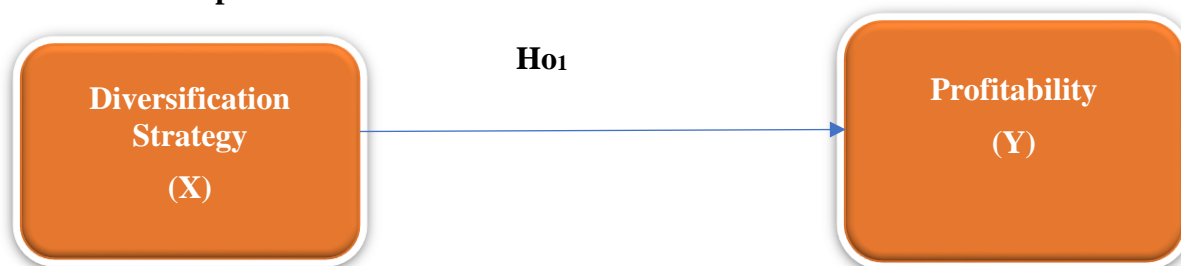 Ho1
Diversification
Strategy
(X)
Profitability
(Y)